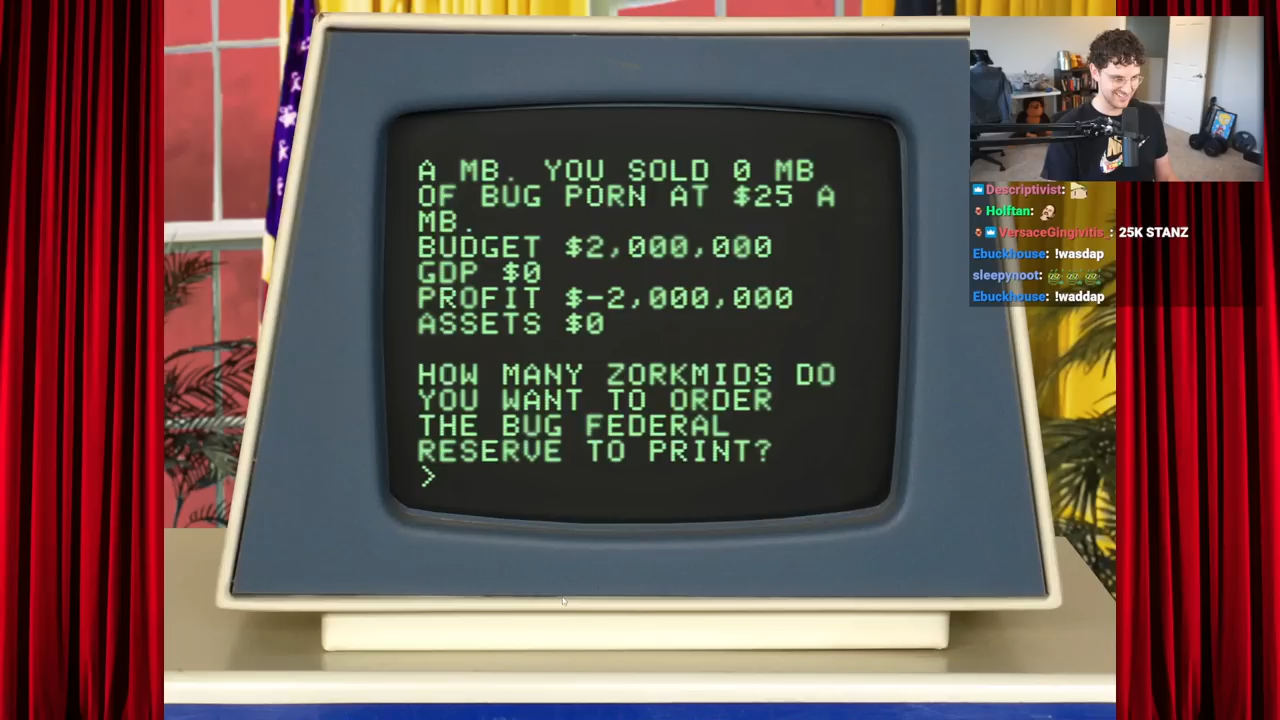 A MB. YOU SOLD 0 MB
OF BUG PORN AT $25 A
MB.
BUDGET $2,000,000
GDP $0
PROFIT $-2,000,000
ASSETS $0
HOW MANY ZORKMIDS DO
YOU WANT TO ORDER
THE BUG FEDERAL
RESERVE TO PRINT?
>
Descriptivist:
Holftan:
VersaceGingivitis_: 25K STANZ
Ebuckhouse: !wasdap
sleepynoot:
Ebuckhouse: !waddap